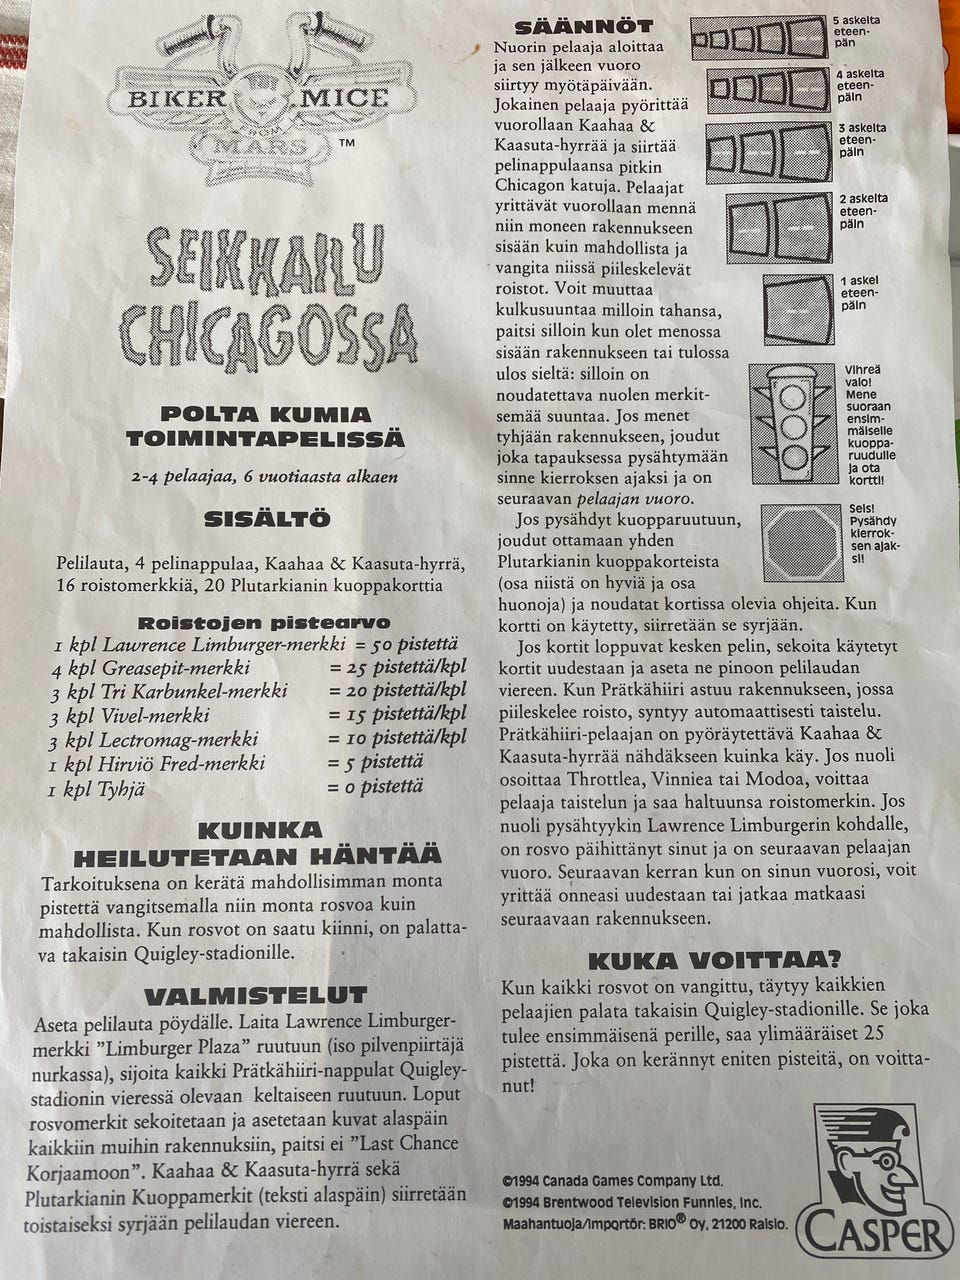 BIKER MICE
FROM
MARS ™
SEIKKAILU
CHICAGOSSA
POLTA KUMIA
TOIMINTAPELISSÄ
2-4 pelaajaa, 6 vuotiaasta alkaen
SISÄLTÖ
Pelilauta, 4 pelinappulaa, Kaahaa & Kaasuta-hyrrä,
16 roistomerkkiä, 20 Plutarkianin kuoppakorttia
Roistojen pistearvo
1 kpl Lawrence Limburger-merkki = 50 pistettä
4 kpl Greasepit-merkki = 25 pistettä/kpl
3 kpl Tri Karbunkel-merkki = 20 pistettä/kpl
3 kpl Vivel-merkki = 15 pistettä/kpl
3 kpl Lectromag-merkki = 10 pistettä/kpl
1 kpl Hirviö Fred-merkki = 5 pistettä
1 kpl Tyhjä = 0 pistettä
KUINKA
HEILUTETAAN HÄNTÄÄ
Tarkoituksena on kerätä mahdollisimman monta
pistettä vangitsemalla niin monta rosvoa kuin
mahdollista. Kun rosvot on saatu kiinni, on palatta-
va takaisin Quigley-stadionille.
VALMISTELUT
Aseta pelilauta pöydälle. Laita Lawrence Limburger-
merkki ”Limburger Plaza” ruutuun (iso pilvenpiirtäjä
nurkassa), sijoita kaikki Prätkähiiri-nappulat Quigley-
stadionin vieressä olevaan keltaiseen ruutuun. Loput
rosvomerkit sekoitetaan ja asetetaan kuvat alaspäin
kaikkiin muihin rakennuksiin, paitsi ei ”Last Chance
Korjaamoon”. Kaahaa & Kaasuta-hyrrä sekä
Plutarkianin Kuoppamerkit (teksti alaspäin) siirretään
toistaiseksi syrjään pelilaudan viereen.
SÄÄNNÖT
Nuorin pelaaja aloittaa
ja sen jälkeen vuoro
siirtyy myötäpäivään.
Jokainen pelaaja pyörittää
vuorollaan Kaahaa &
Kaasuta-hyrrää ja siirtää
pelinappulaansa pitkin
Chicagon katuja. Pelaajat
yrittävät vuorollaan mennä
niin moneen rakennukseen
sisään kuin mahdollista ja
vangita niissä piileskelevät
roistot. Voit muuttaa
kulkusuuntaa milloin tahansa,
paitsi silloin kun olet menossa
sisään rakennukseen tai tulossa
ulos sieltä: silloin on
noudatettava nuolen merkit-
semää suuntaa. Jos menet
tyhjään rakennukseen, joudut
joka tapauksessa pysähtymään
sinne kierroksen ajaksi ja on
seuraavan pelaajan vuoro.
Jos pysähdyt kuopparuutuun,
joudut ottamaan yhden
Plutarkianin kuoppakorteista
(osa niistä on hyviä ja osa
huonoja) ja noudatat kortissa olevia ohjeita. Kun
kortti on käytetty, siirretään se syrjään.
Jos kortit loppuvat kesken pelin, sekoita käytetyt
kortit uudestaan ja aseta ne pinoon pelilaudan
viereen. Kun Prätkähiiri astuu rakennukseen, jossa
piileskelee roisto, syntyy automaattisesti taistelu.
Prätkähiiri-pelaajan on pyöräytettävä Kaahaa &
Kaasuta-hyrrää nähdäkseen kuinka käy. Jos nuoli
osoittaa Throttlea, Vinniea tai Modoa, voittaa
pelaaja taistelun ja saa haltuunsa roistomerkin. Jos
nuoli pysähtyykin Lawrence Limburgerin kohdalle,
on rosvo päihittänyt sinut ja on seuraavan pelaajan
vuoro. Seuraavan kerran kun on sinun vuorosi, voit
yrittää onneasi uudestaan tai jatkaa matkaasi
seuraavaan rakennukseen.
5 askelta
eteen-
pän
4 askelta
eteen-
päin
3 askelta
eteen-
päin
2 askelta
eteen-
päin
1 askel
eteen-
päin
Vihreä
valo!
Mene
suoraan
ensim-
mäiselle
kuoppa-
ruudulle
ja ota
kortti!
Seis!
Pysähdy
kierrok-
sen ajak-
si!
KUKA VOITTAA?
Kun kaikki rosvot on vangittu, täytyy kaikkien
pelaajien palata takaisin Quigley-stadionille. Se joka
tulee ensimmäisenä perille, saa ylimääräiset 25
pistettä. Joka on kerännyt eniten pisteitä, on voitta-
nut!
©1994 Canada Games Company Ltd.
©1994 Brentwood Television Funnies, Inc.
Maahantuoja/Importör: BRIO® Oy, 21200 Raisio.
CASPER